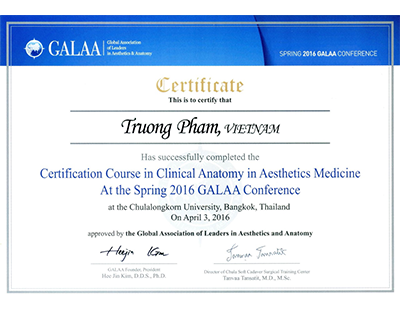 GALAA
Global Association
of Leaders
in Aesthetics & Anatomy
SPRING 2016 GALAA CONFERENCE
Certificate
This is to certify that
Truong Pham, VIETNAM
Has successfully completed the
Certification Course in Clinical Anatomy in Aesthetics Medicine
At the Spring 2016 GALAA Conference
at the Chulalongkorn University, Bangkok, Thailand
On April 3, 2016
approved by the Global Association of Leaders in Aesthetics and Anatomy
GALAA Founder, President
Hee Jin Kim, D.D.S., Ph.D.
Director of Chula Soft Cadaver Surgical Training Center
Tanvaa Tansatit, M.D., M.Sc.